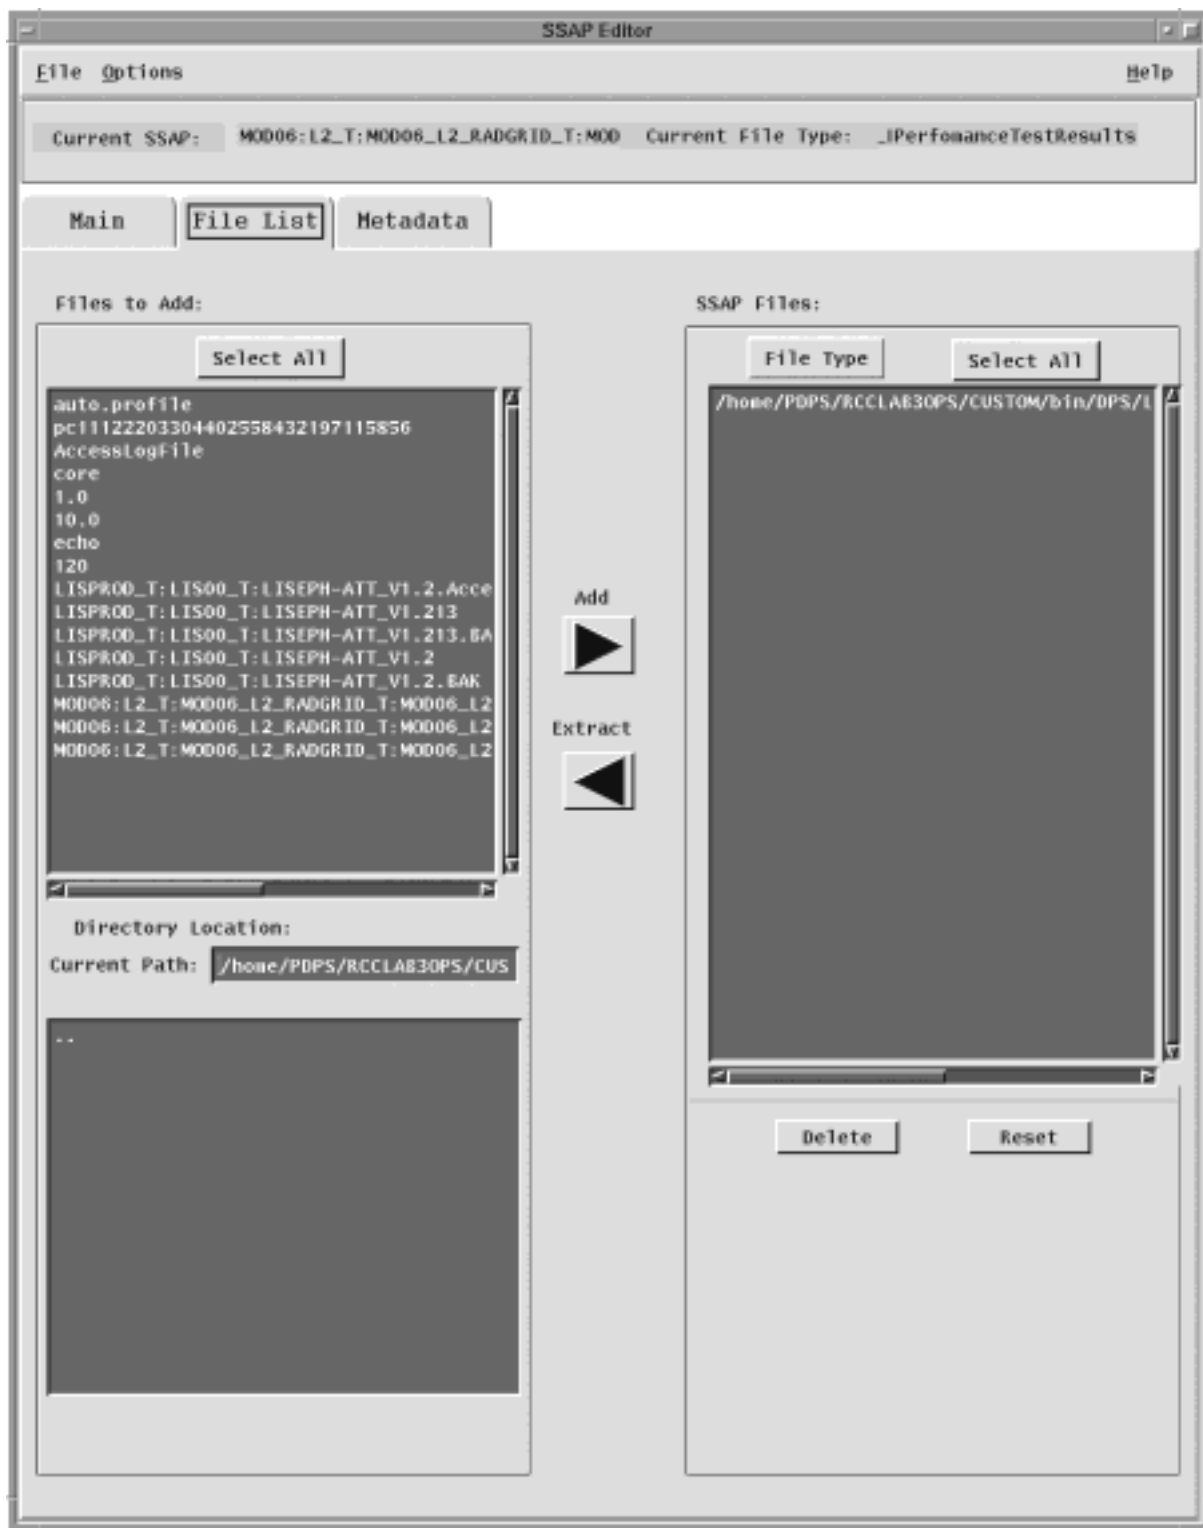 SSAP Editor
File Options Help
Current SSAP: MOD06:L2_T:MOD06_L2_RADGRID_T:MOD Current File Type: _IPerfomanceTestResults
Main File List Metadata
Files to Add:
SSAP Files:
Select All
File Type Select All
auto.profile
pc1112220330440255843219711585​6
AccessLogFile
core
1.0
10.0
echo
120
LISPROD_T:LIS00_T:LISEPH-ATT_V1.2.Acce
LISPROD_T:LIS00_T:LISEPH-ATT_V1.213
LISPROD_T:LIS00_T:LISEPH-ATT_V1.213.BA
LISPROD_T:LIS00_T:LISEPH-ATT_V1.2
LISPROD_T:LIS00_T:LISEPH-ATT_V1.2.BAK
MOD06:L2_T:MOD06_L2_RADGRID_T:MOD06_L2
MOD06:L2_T:MOD06_L2_RADGRID_T:MOD06_L2
MOD06:L2_T:MOD06_L2_RADGRID_T:MOD06_L2
/home/PDPS/RCCLAB3OPS/CUSTOM/bin/DPS/L
Add
Extract
Directory Location:
Current Path: /home/PDPS/RCCLAB3OPS/CUS
..
Delete Reset